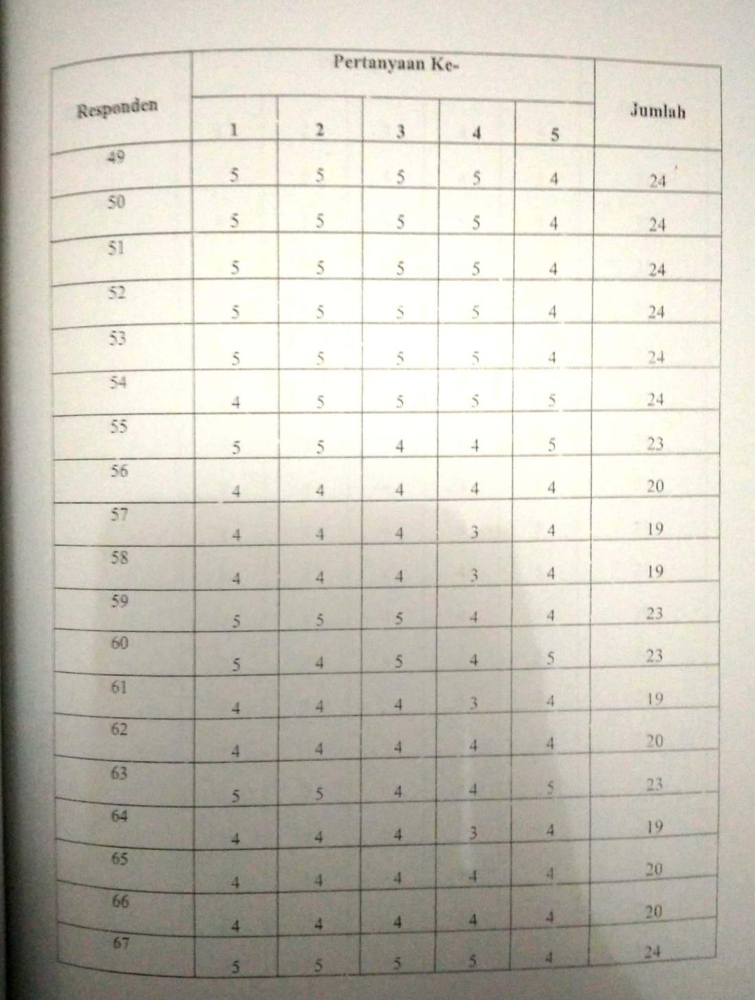 Pertanyaan Ke-
Responden Jumlah
1 2 3 4 5
49 5 5 5 5 4 24
50 5 5 5 5 4 24
51 5 5 5 5 4 24
52 5 5 5 5 4 24
53 5 5 5 5 4 24
54 4 5 5 5 5 24
55 5 5 4 4 5 23
56 4 4 4 4 4 20
57 4 4 4 3 4 19
58 4 4 4 3 4 19
59 5 5 5 4 4 23
60 5 4 5 4 5 23
61 4 4 4 3 4 19
62 4 4 4 4 4 20
63 5 5 4 4 5 23
64 4 4 4 3 4 19
65 4 4 4 4 4 20
66 4 4 4 4 4 20
67 5 5 5 5 4 24